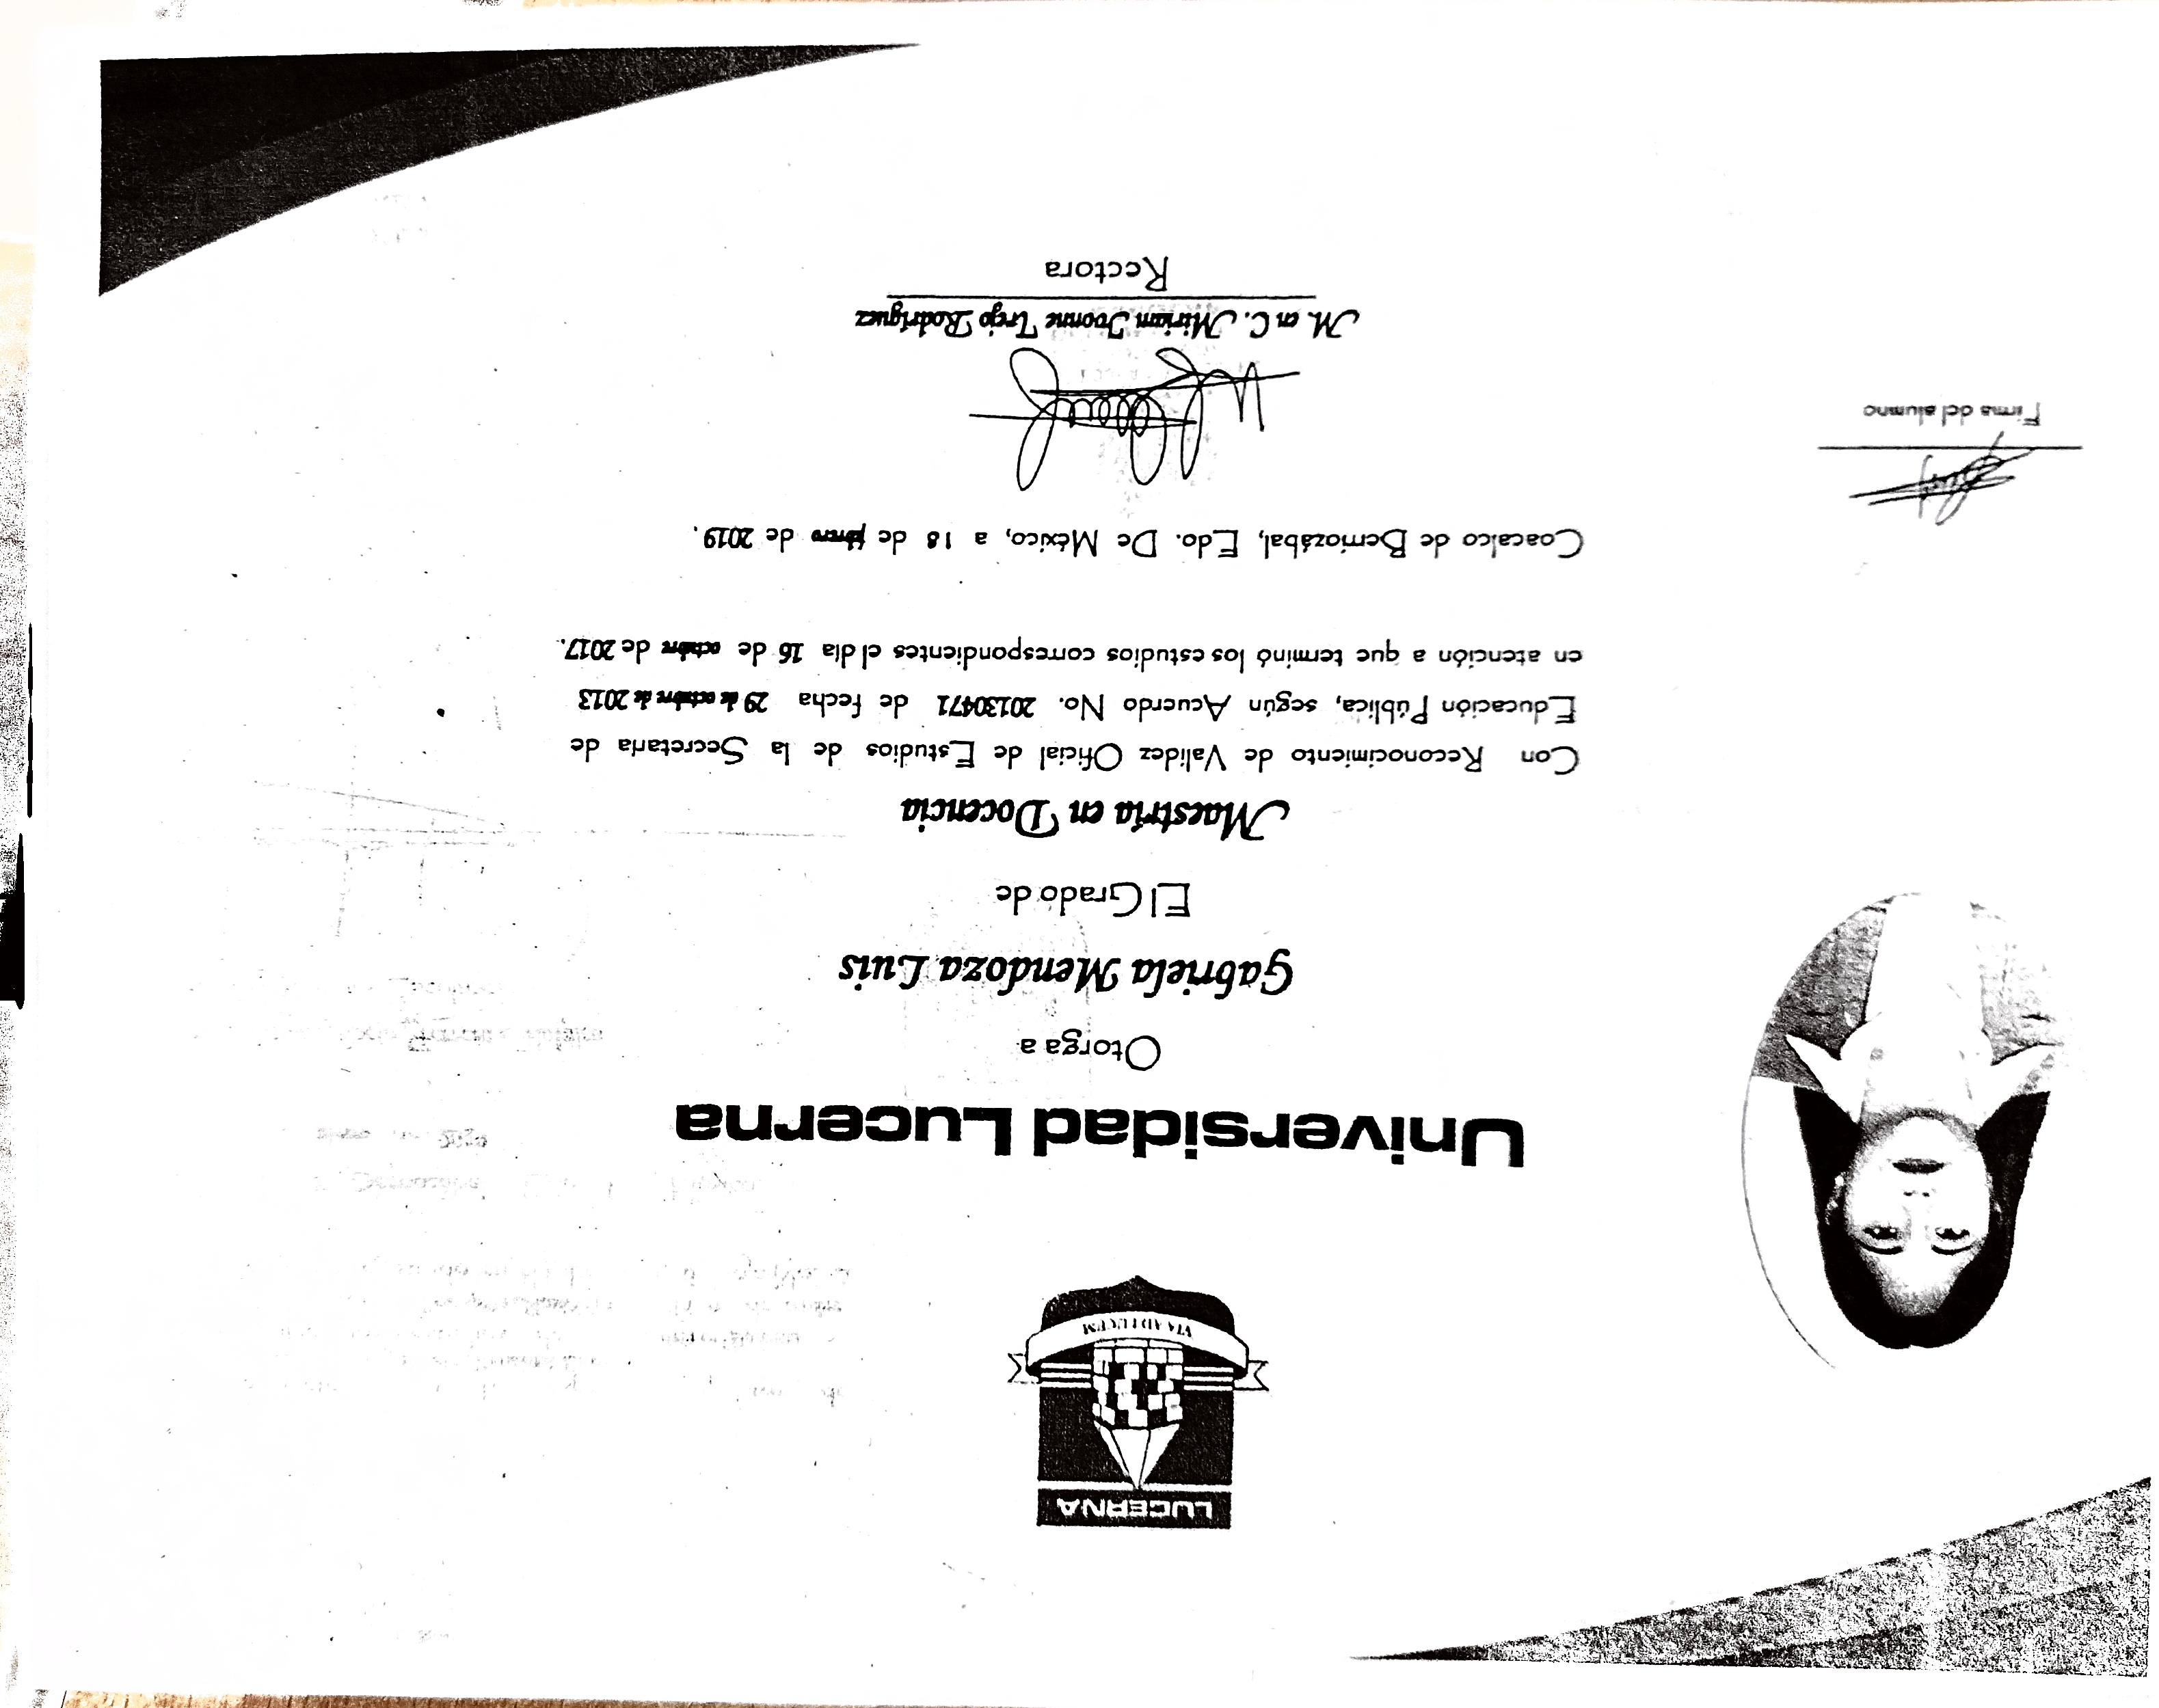 LUCERNA
VIA AD LUCEM
Universidad Lucerna
Otorga a
Gabriela Mendoza Luis
El Grado de
Maestría en Docencia
Con Reconocimiento de Validez Oficial de Estudios de la Secretaría de
Educación Pública, según Acuerdo No. 20130471 de fecha 29 de octubre de 2013
en atención a que terminó los estudios correspondientes el día 16 de octubre de 2017.
Coacalco de Berriozábal, Edo. De México, a 18 de febrero de 2019.
Firma del alumno
M. en C. Miriam Ivonne Trejo Rodríguez
Rectora